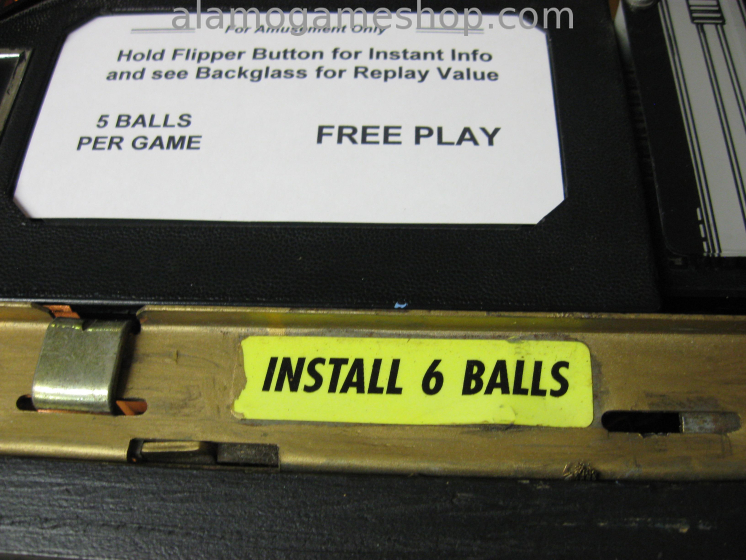 alamogameshop.com
For Amusement Only
Hold Flipper Button for Instant Info
and see Backglass for Replay Value
5 BALLS
PER GAME
FREE PLAY
INSTALL 6 BALLS